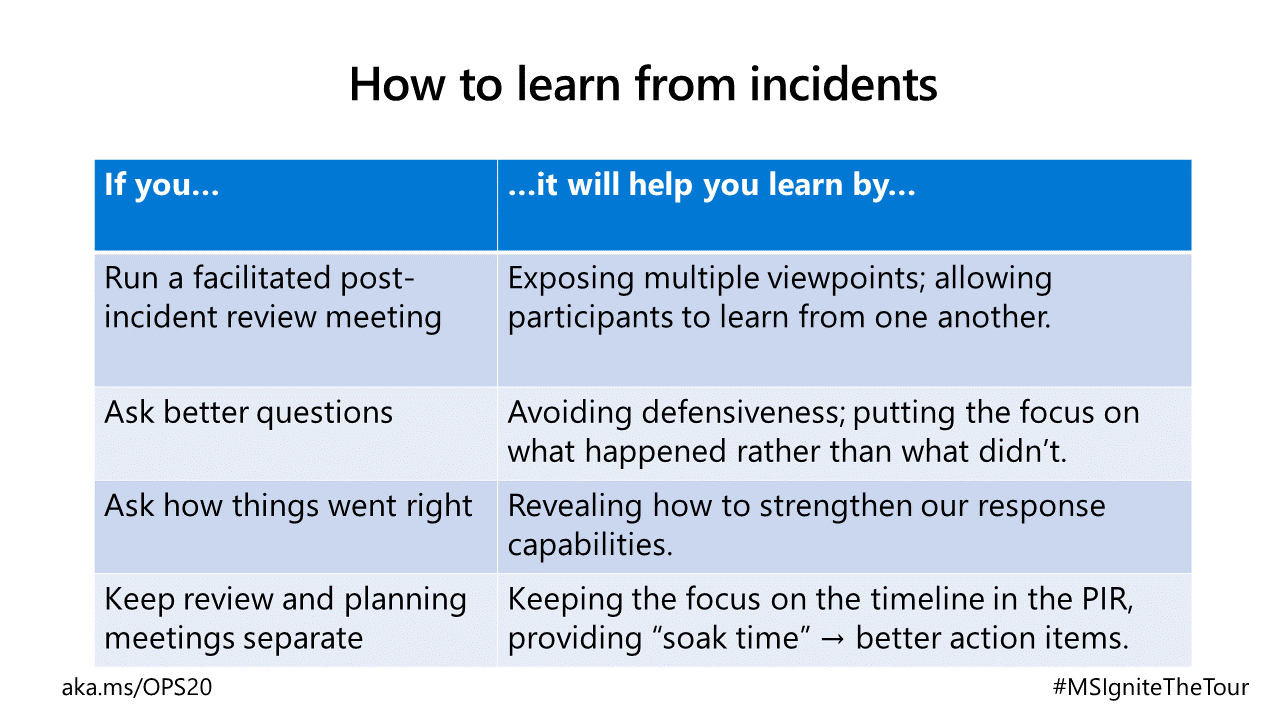 How to learn from incidents
If you…
…it will help you learn by…
Run a facilitated post-
incident review meeting
Exposing multiple viewpoints; allowing
participants to learn from one another.
Ask better questions
Avoiding defensiveness; putting the focus on
what happened rather than what didn’t.
Ask how things went right
Revealing how to strengthen our response
capabilities.
Keep review and planning
meetings separate
Keeping the focus on the timeline in the PIR,
providing “soak time” → better action items.
aka.ms/OPS20
#MSIgniteTheTour